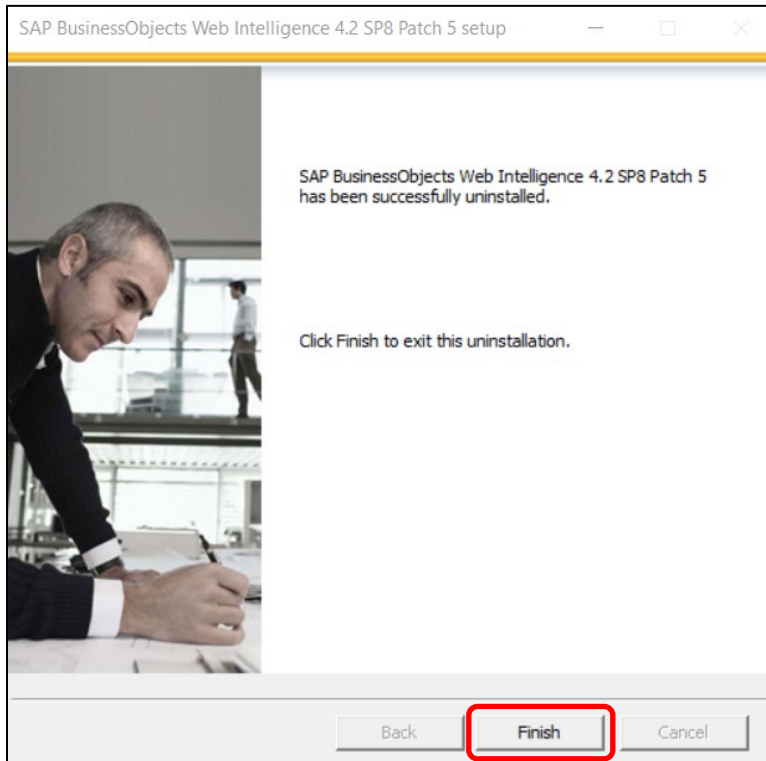 SAP BusinessObjects Web Intelligence 4.2 SP8 Patch 5 setup
SAP BusinessObjects Web Intelligence 4.2 SP8 Patch 5
has been successfully uninstalled.
Click Finish to exit this uninstallation.
Back Finish Cancel